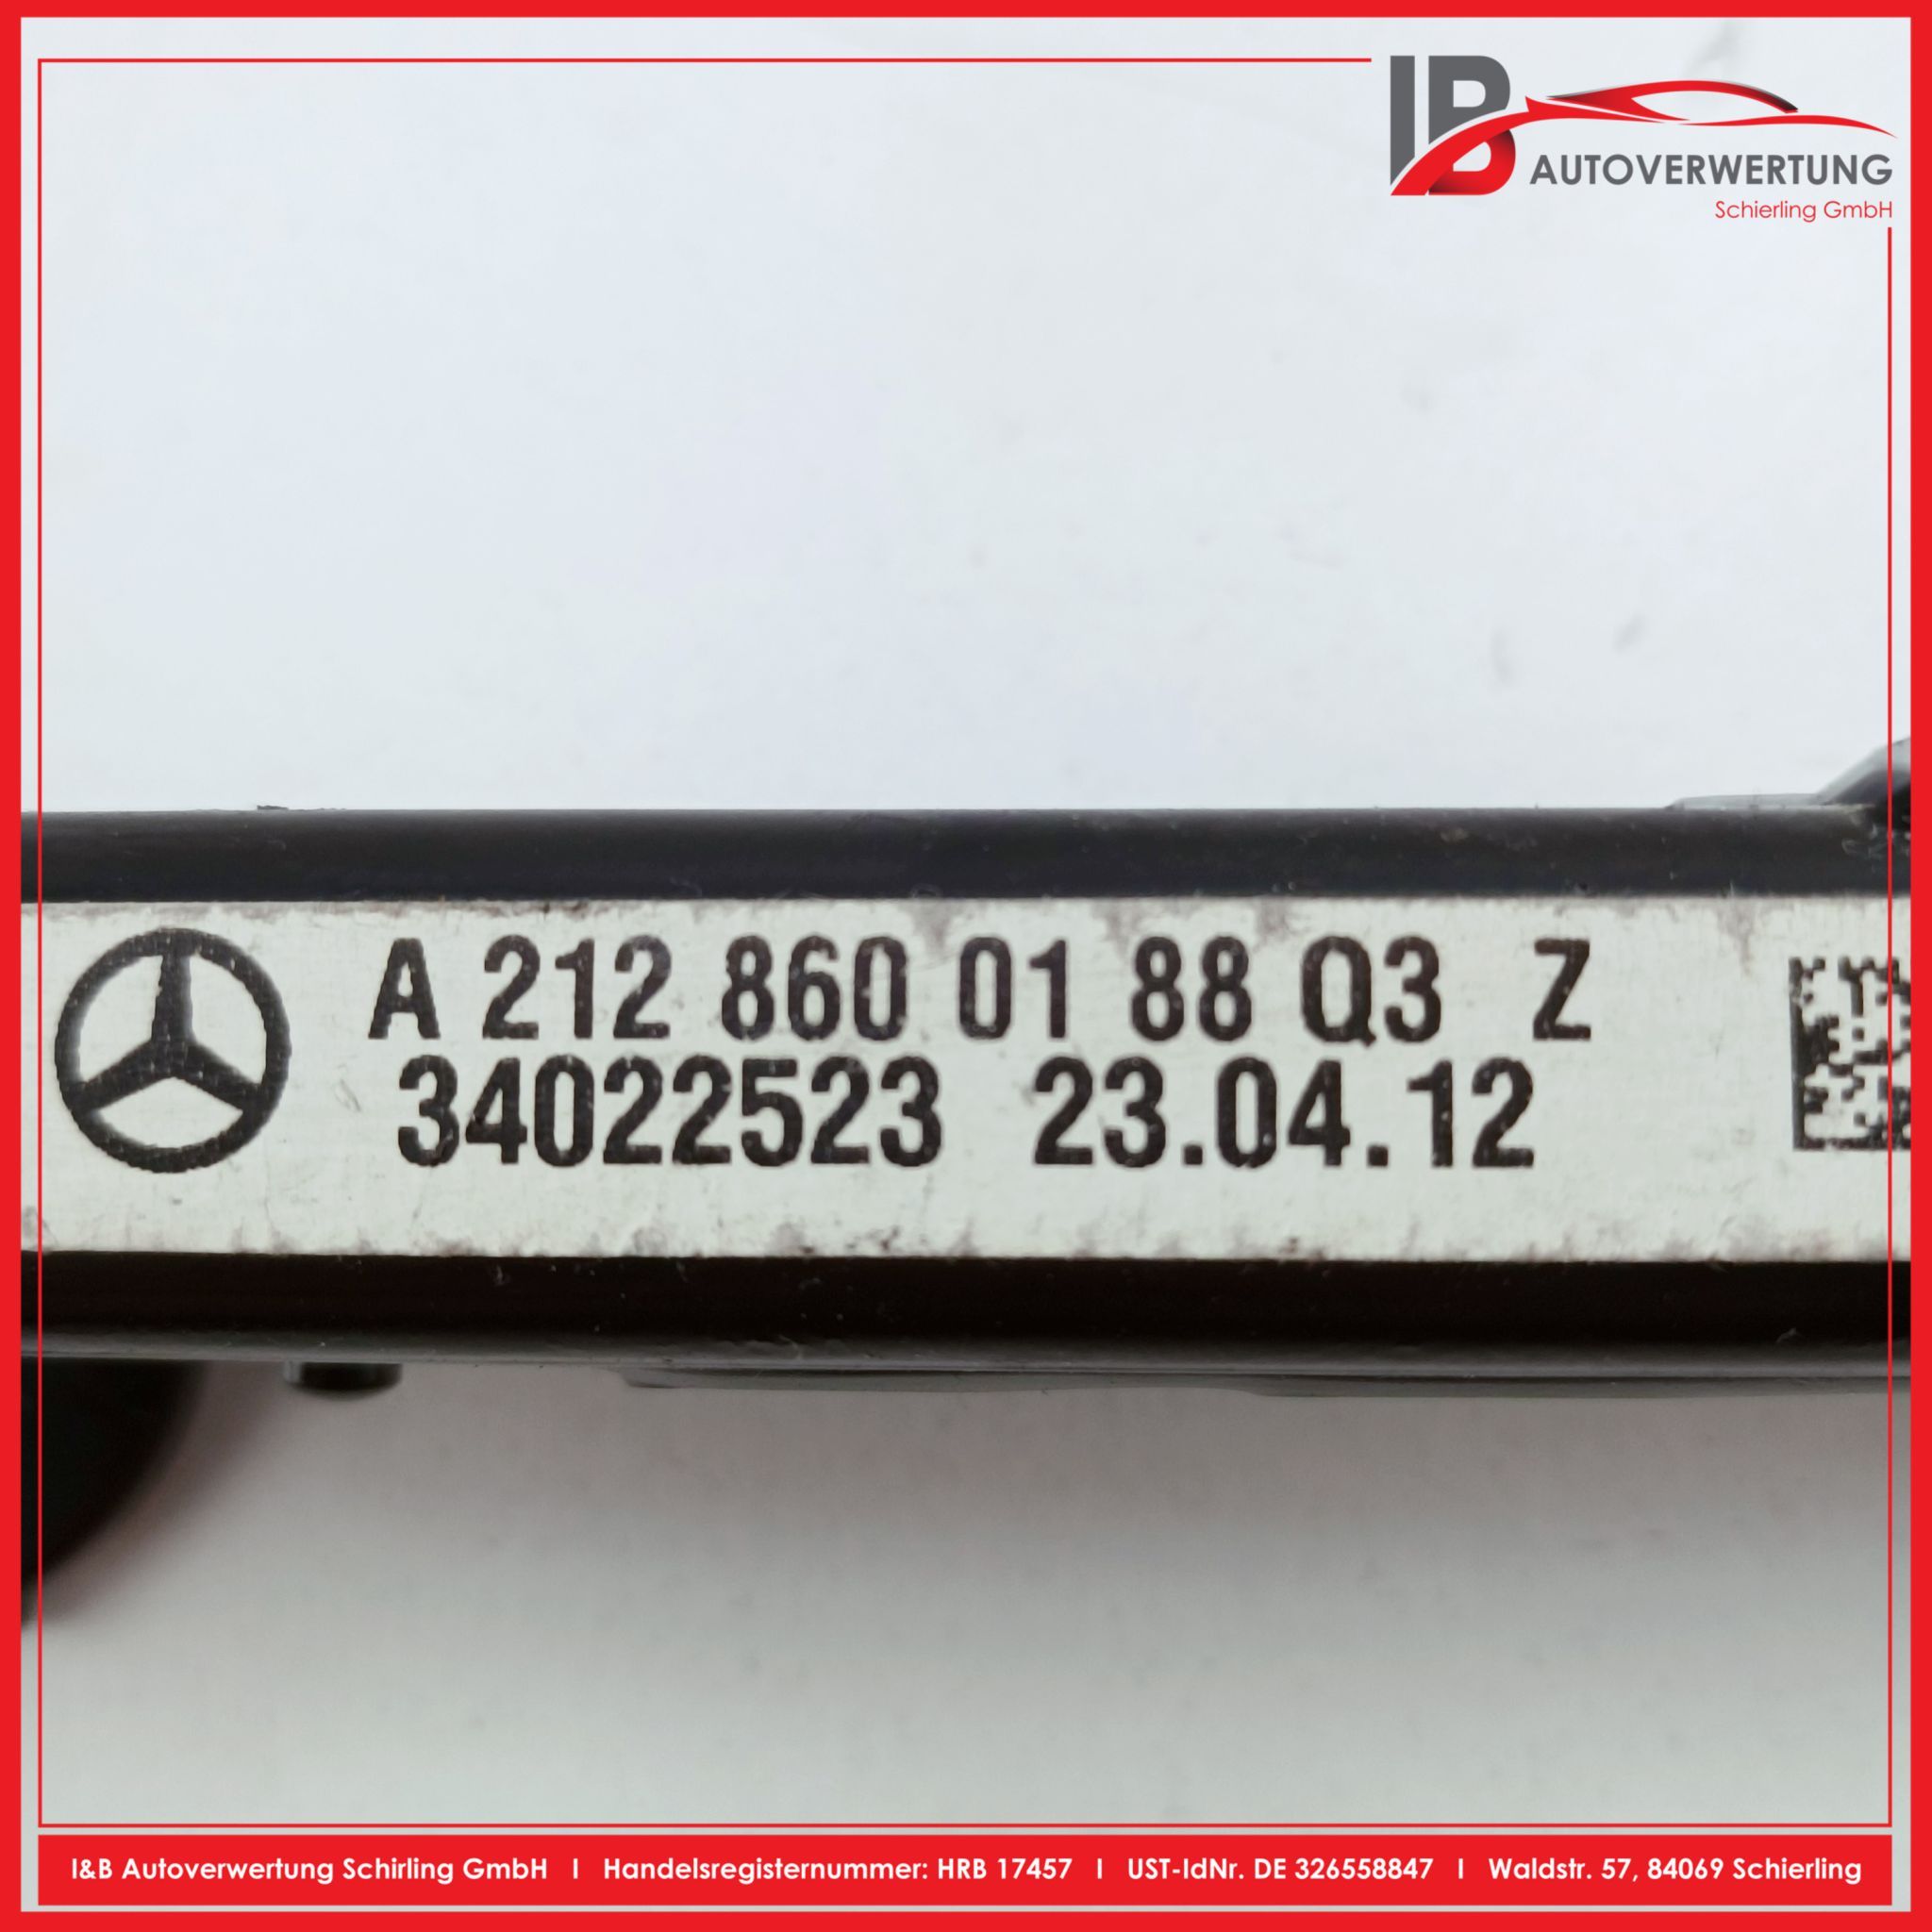 IB AUTOVERWERTUNG
Schierling GmbH
A 212 860 01 88 Q3 Z
34022523 23.04.12
I&B Autoverwertung Schirling GmbH I Handelsregisternummer: HRB 17457 I UST-IdNr. DE 326558847 I Waldstr. 57, 84069 Schierling